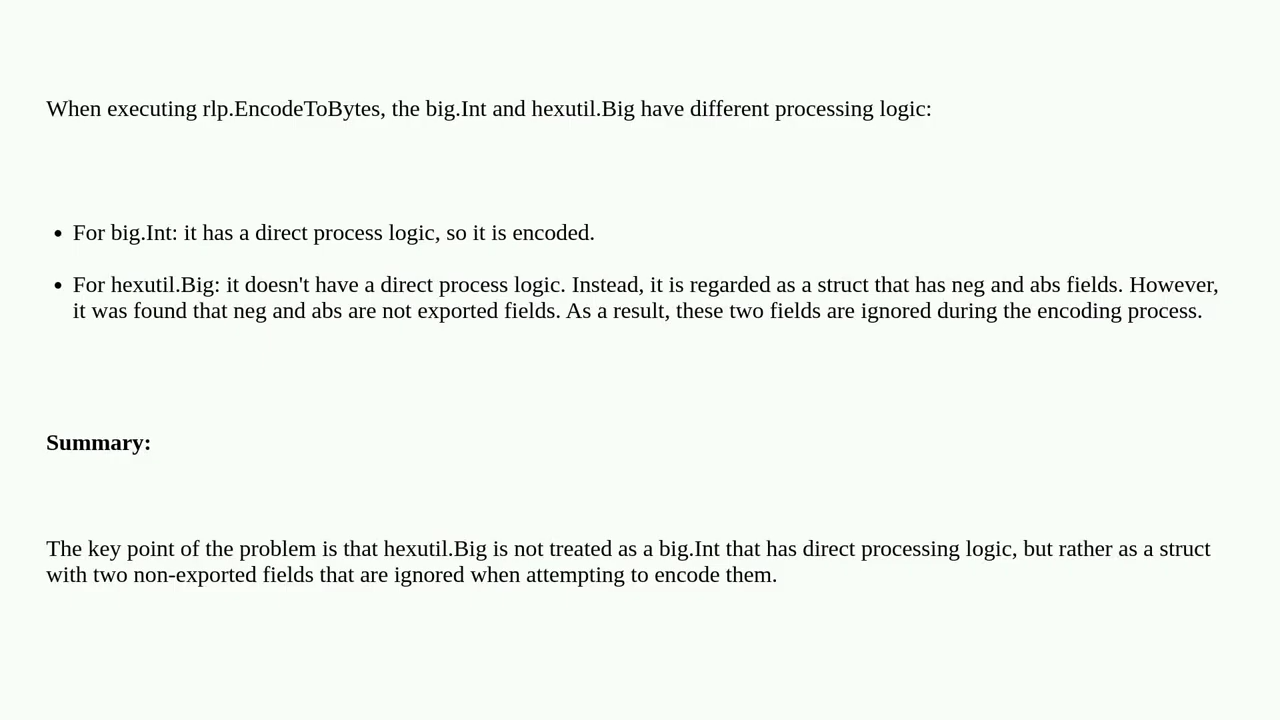 When executing rlp.EncodeToBytes, the big.Int and hexutil.Big have different processing logic:
• For big.Int: it has a direct process logic, so it is encoded.
• For hexutil.Big: it doesn't have a direct process logic. Instead, it is regarded as a struct that has neg and abs fields. However,
it was found that neg and abs are not exported fields. As a result, these two fields are ignored during the encoding process.
Summary:
The key point of the problem is that hexutil.Big is not treated as a big.Int that has direct processing logic, but rather as a struct
with two non-exported fields that are ignored when attempting to encode them.